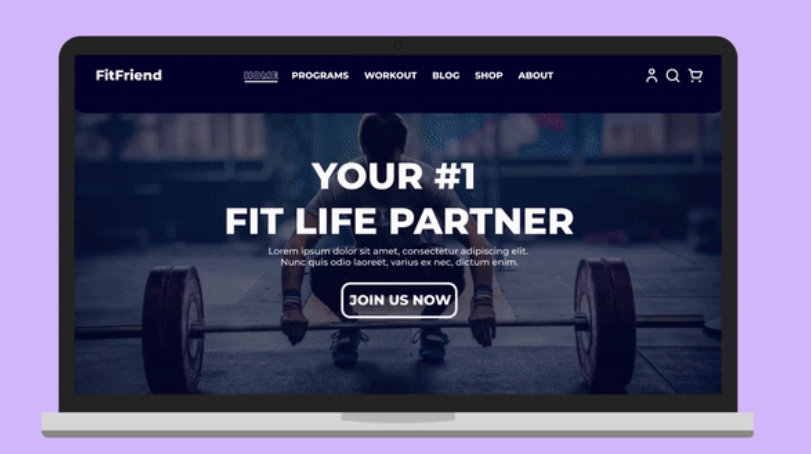 FitFriend
HOME PROGRAMS WORKOUT BLOG SHOP ABOUT
YOUR #1
FIT LIFE PARTNER
Lorem ipsum dolor sit amet, consectetur adipiscing elit.
Nunc quis odio laoreet, varius ex nec, dictum enim.
JOIN US NOW